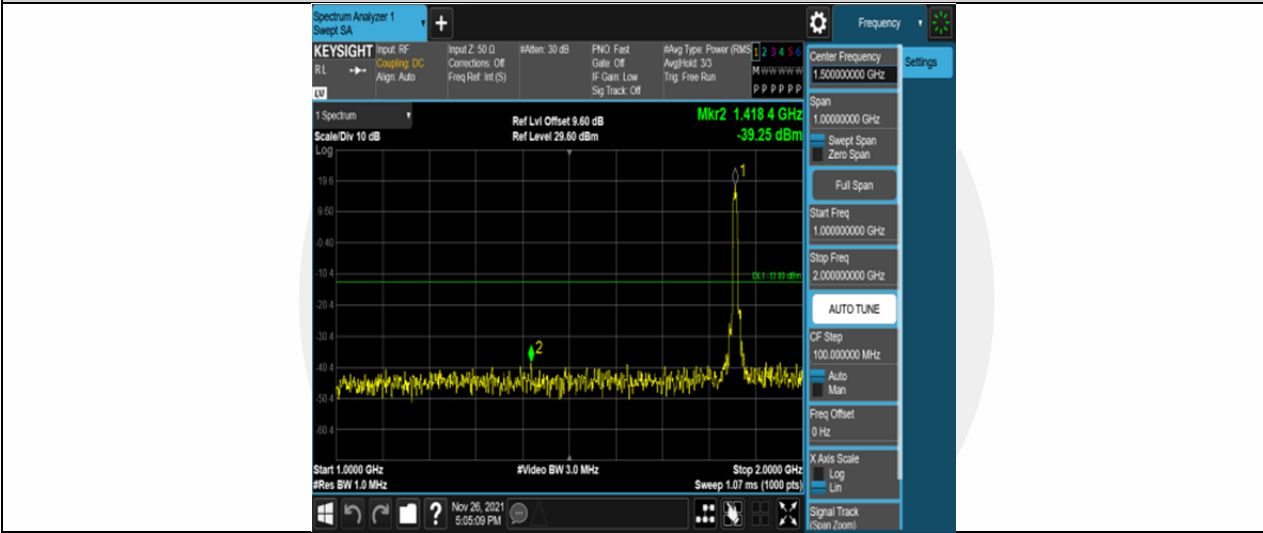 Spectrum Analyzer 1
Swept SA
+
Frequency
KEYSIGHT
RL
LV
Input: RF
Coupling: DC
Align: Auto
Input Z: 50 Ω
Corrections: Off
Freq Ref: Int (S)
#Atten: 30 dB
PNO: Fast
Gate: Off
IF Gain: Low
Sig Track: Off
#Avg Type: Power (RMS
Avg|Hold: 3/3
Trig: Free Run
1 2 3 4 5 6
M W W W W W
P P P P P P
1 Spectrum
Scale/Div 10 dB
Ref Lvl Offset 9.60 dB
Ref Level 29.60 dBm
Mkr2 1.418 4 GHz
-39.25 dBm
Log
19.6
9.60
-0.40
-10.4
-20.4
-30.4
-40.4
-50.4
-60.4
1
2
DL1 -13.00 dBm
Start 1.0000 GHz
#Res BW 1.0 MHz
#Video BW 3.0 MHz
Stop 2.0000 GHz
Sweep 1.07 ms (1000 pts)
Nov 26, 2021
5:05:09 PM
?
Center Frequency
1.500000000 GHz
Settings
Span
1.00000000 GHz
Swept Span
Zero Span
Full Span
Start Freq
1.000000000 GHz
Stop Freq
2.000000000 GHz
AUTO TUNE
CF Step
100.000000 MHz
Auto
Man
Freq Offset
0 Hz
X Axis Scale
Log
Lin
Signal Track
(Span Zoom)